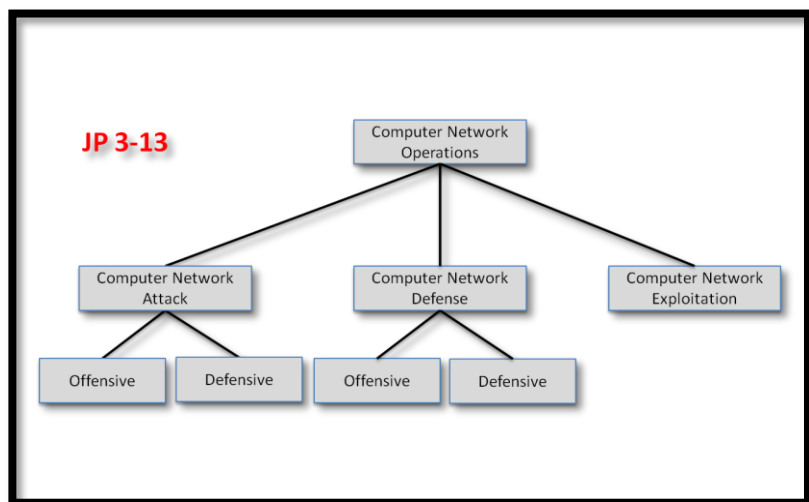 JP 3-13
Computer Network
Operations
Computer Network
Attack
Computer Network
Defense
Computer Network
Exploitation
Offensive
Defensive
Offensive
Defensive